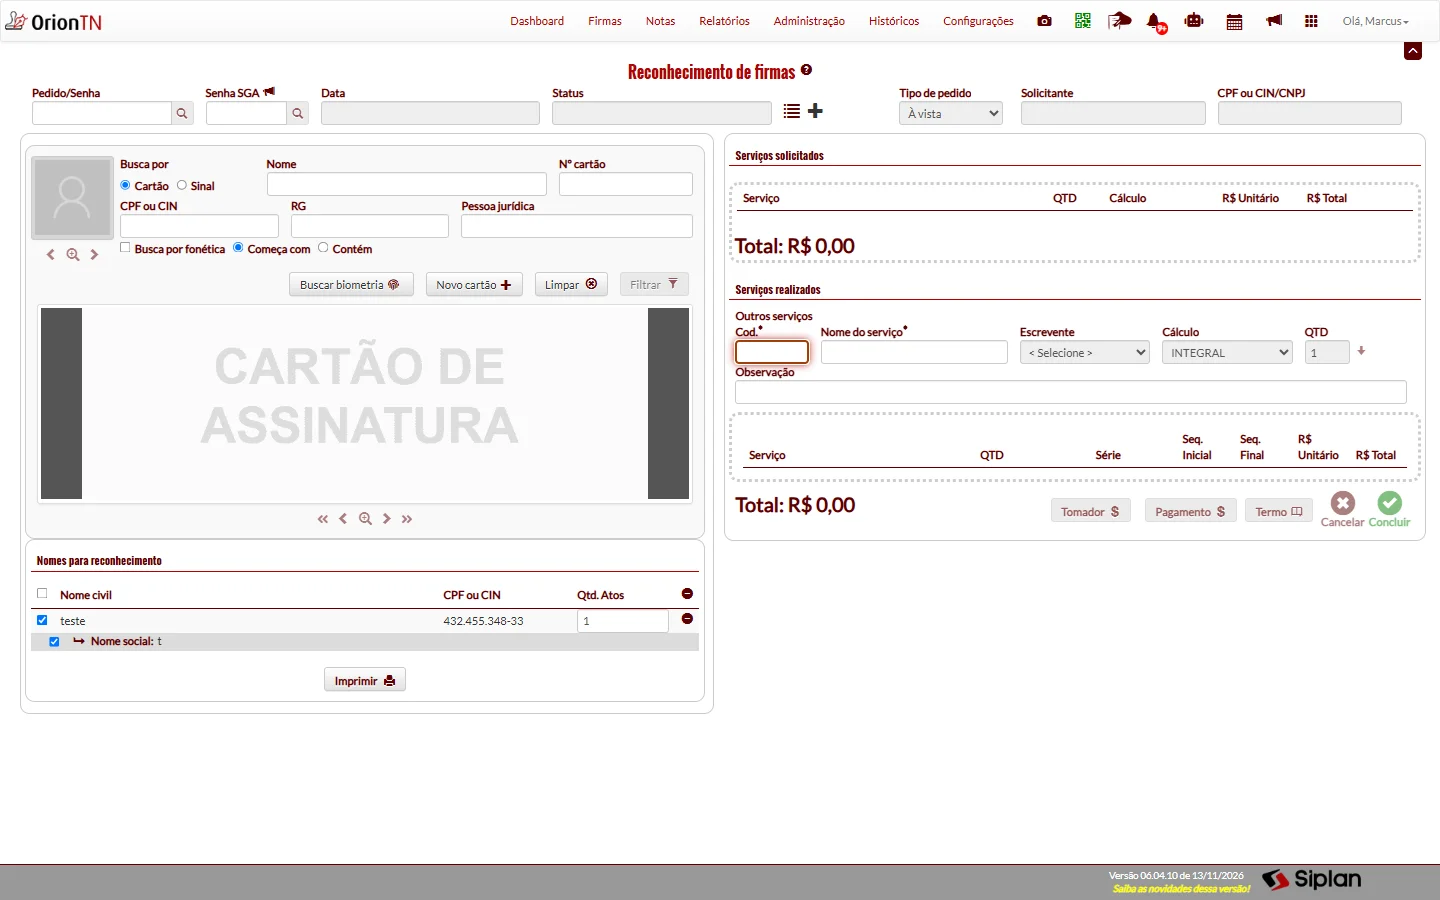 OrionTN
Dashboard Firmas Notas Relatórios Administração Históricos Configurações 9+ Olá, Marcus
Reconhecimento de firmas ?
Pedido/Senha Senha SGA Data Status Tipo de pedido Solicitante CPF ou CIN/CNPJ
À vista
Busca por Nome Nº cartão
Cartão Sinal
CPF ou CIN RG Pessoa jurídica
Busca por fonética Começa com Contém
Buscar biometria Novo cartão Limpar Filtrar
CARTÃO DE
ASSINATURA
Nomes para reconhecimento
Nome civil CPF ou CIN Qtd. Atos
teste 432.455.348-33 1
Nome social: t
Imprimir
Serviços solicitados
Serviço QTD Cálculo R$ Unitário R$ Total
Total: R$ 0,00
Serviços realizados
Outros serviços
Cod.* Nome do serviço* Escrevente Cálculo QTD
< Selecione > INTEGRAL 1
Observação
Serviço QTD Série Seq. Inicial Seq. Final R$ Unitário R$ Total
Total: R$ 0,00
Tomador $ Pagamento $ Termo Cancelar Concluir
Versão 06.04.10 de 13/11/2026
Saiba as novidades dessa versão!
Siplan